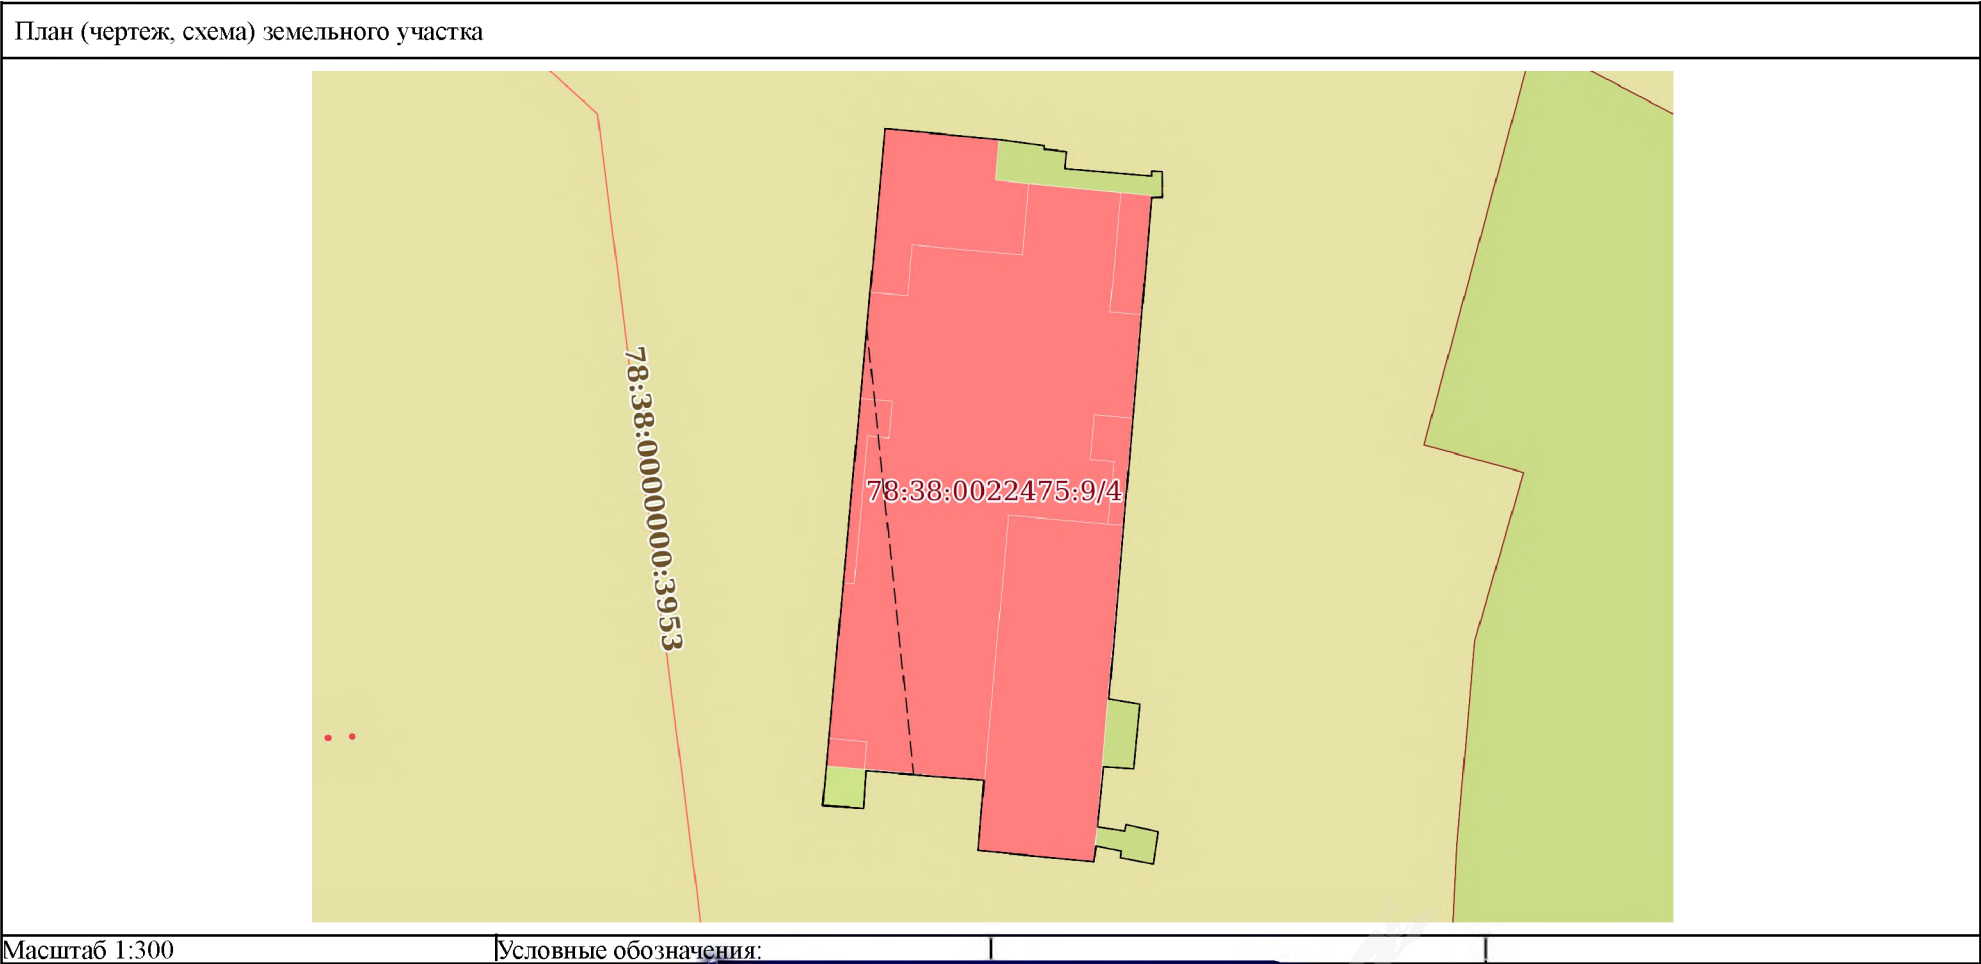 План (чертеж, схема) земельного участка
78:38:0000000:3953
78:38:0022475:9/4
Масштаб 1:300
Условные обозначения: